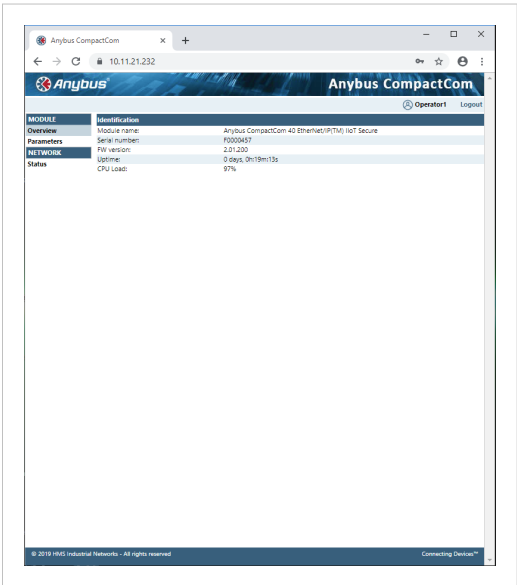 Anybus CompactCom
10.11.21.232
Anybus
Anybus CompactCom
Operator1 Logout
MODULE
Identification
Overview
Module name: Anybus CompactCom 40 EtherNet/IP(TM) IIoT Secure
Parameters
Serial number: F0000457
NETWORK
FW version: 2.01.200
Status
Uptime: 0 days, 0h:19m:13s
CPU Load: 97%
© 2019 HMS Industrial Networks - All rights reserved
Connecting Devices™